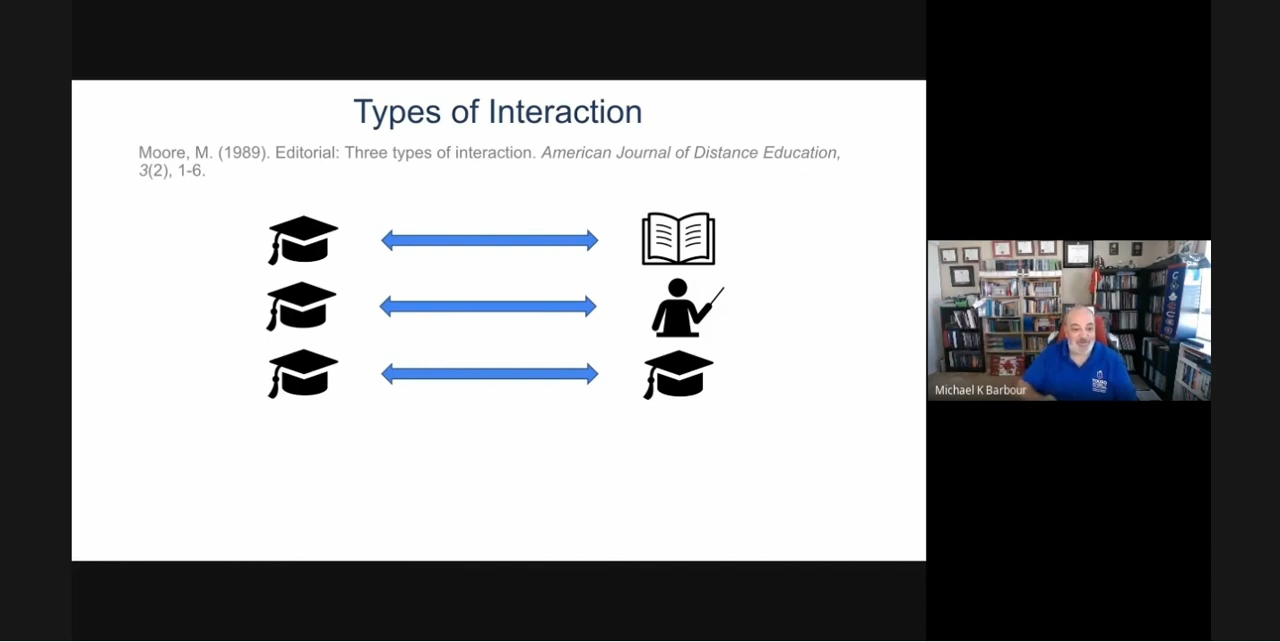 Types of Interaction
Moore, M. (1989). Editorial: Three types of interaction. American Journal of Distance Education,
3(2), 1-6.
Michael K Barbour
TOURO